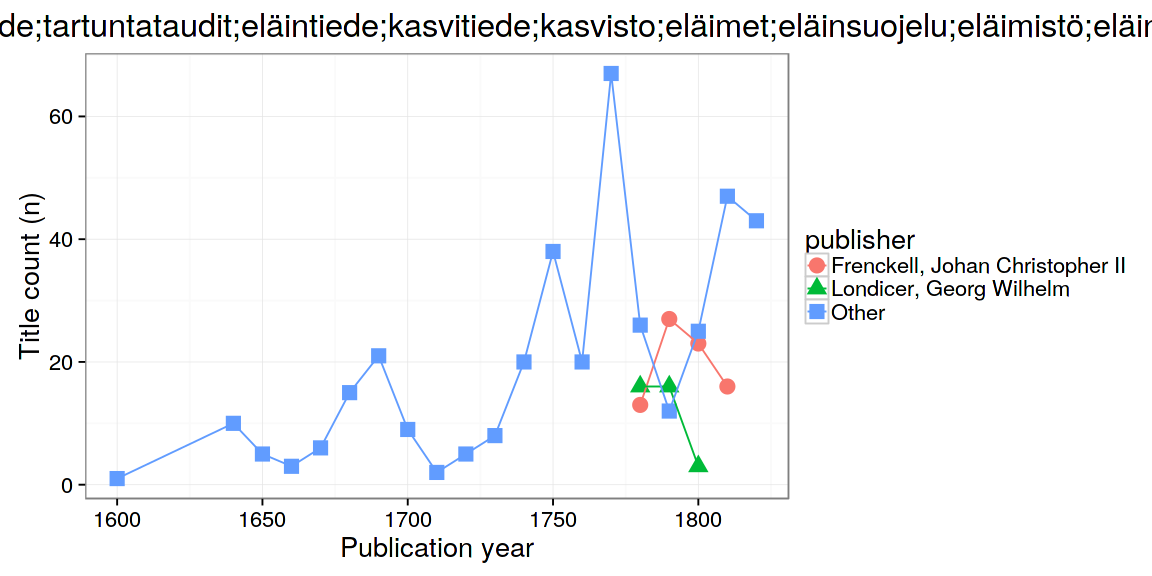 de;tartuntataudit;eläintiede;kasvitiede;kasvisto;eläimet;eläinsuojelu;eläimistö;eläin
60
40
20
0
Title count (n)
1600 1650 1700 1750 1800
Publication year
publisher
Frenckell, Johan Christopher II
Londicer, Georg Wilhelm
Other